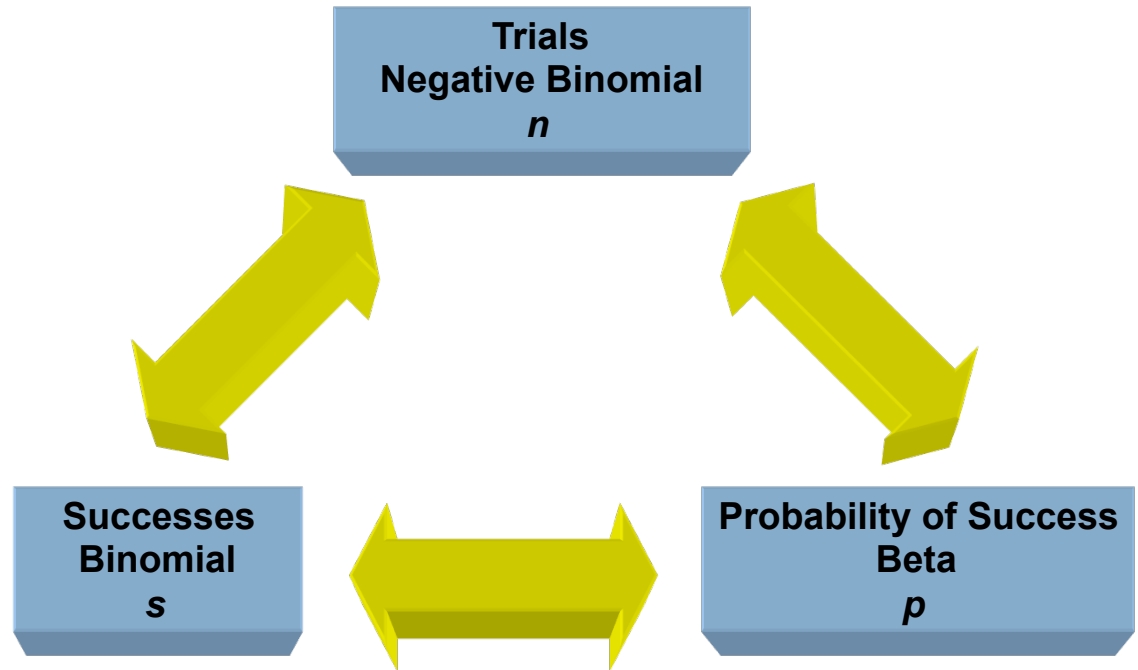 Trials
Negative Binomial
n
Successes
Binomial
s
Probability of Success
Beta
p